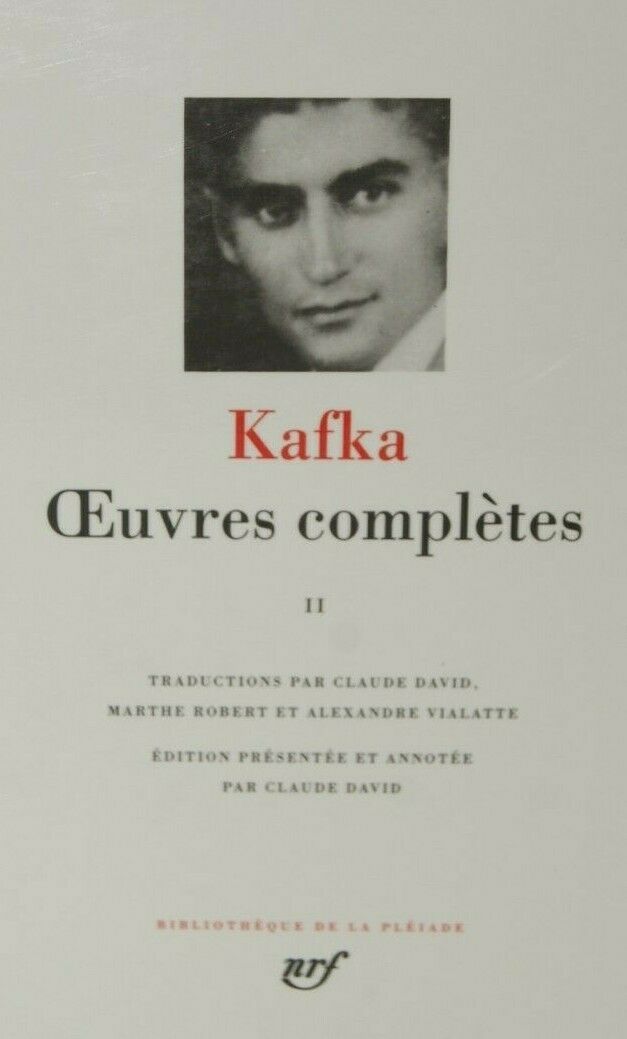 Kafka
Œuvres complètes
II
TRADUCTIONS PAR CLAUDE DAVID,
MARTHE ROBERT ET ALEXANDRE VIALATTE
ÉDITION PRÉSENTÉE ET ANNOTÉE
PAR CLAUDE DAVID
BIBLIOTHÈQUE DE LA PLÉIADE
nrf